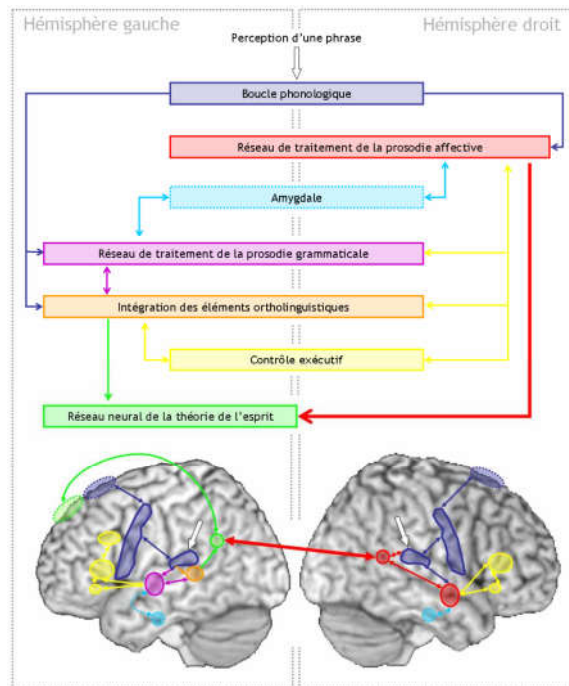 Hémisphère gauche
Hémisphère droit
Perception d'une phrase
Boucle phonologique
Réseau de traitement de la prosodie affective
Amygdale
Réseau de traitement de la prosodie grammaticale
Intégration des éléments ortholinguistiques
Contrôle exécutif
Réseau neural de la théorie de l'esprit